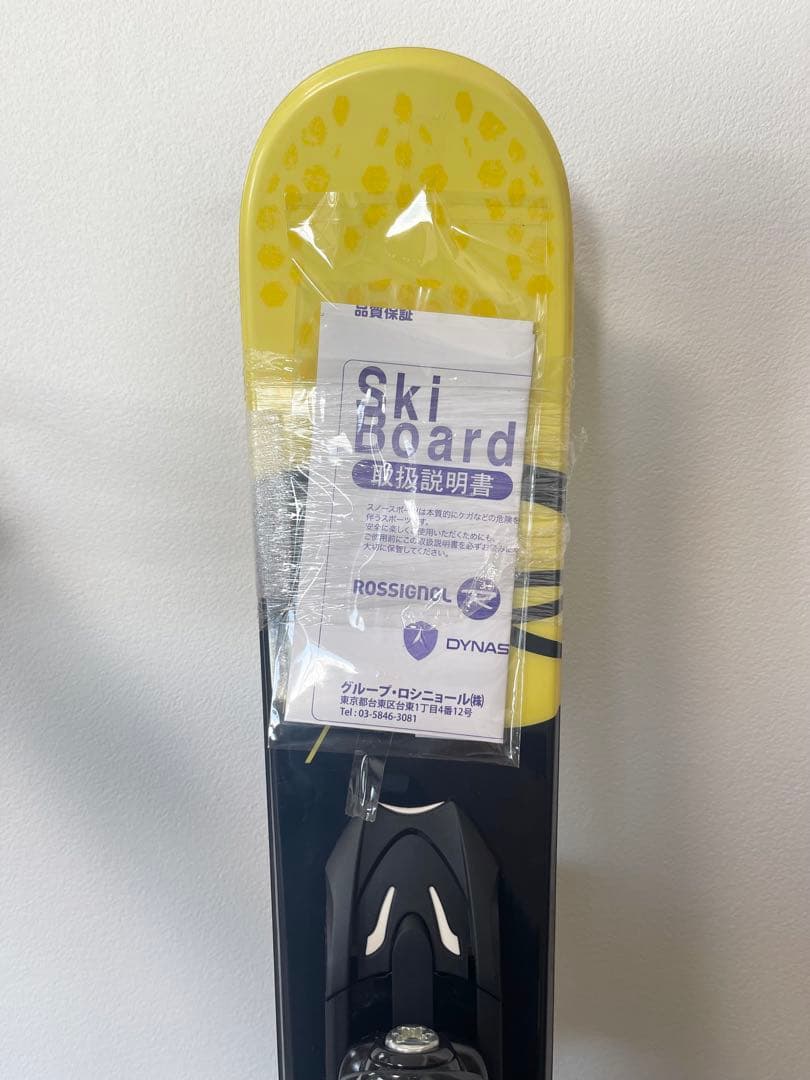 品質保証
Ski
Board
取扱説明書
スノースポーツは本質的にケガなどの危険を
伴うスポーツです。
安全に楽しくご使用いただくためにも、
ご使用前にこの取扱説明書を必ずお読みに
大切に保管してください。
ROSSIGNOL
DYNAS
グループ・ロシニョール(株)
東京都台東区台東1丁目4番12号
Tel : 03-5846-3081